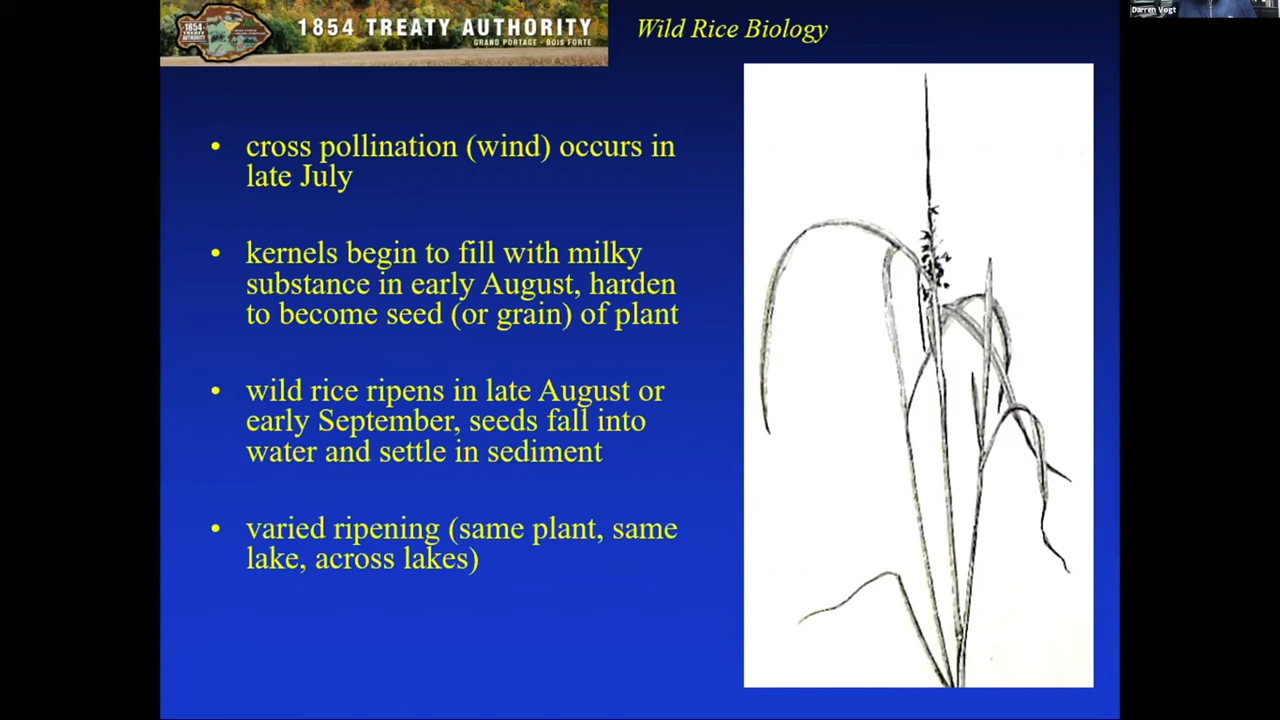 1854 TREATY AUTHORITY
GRAND PORTAGE - BOIS FORTE
1854
Wild Rice Biology
Darren Vogt
• cross pollination (wind) occurs in
late July
• kernels begin to fill with milky
substance in early August, harden
to become seed (or grain) of plant
• wild rice ripens in late August or
early September, seeds fall into
water and settle in sediment
• varied ripening (same plant, same
lake, across lakes)